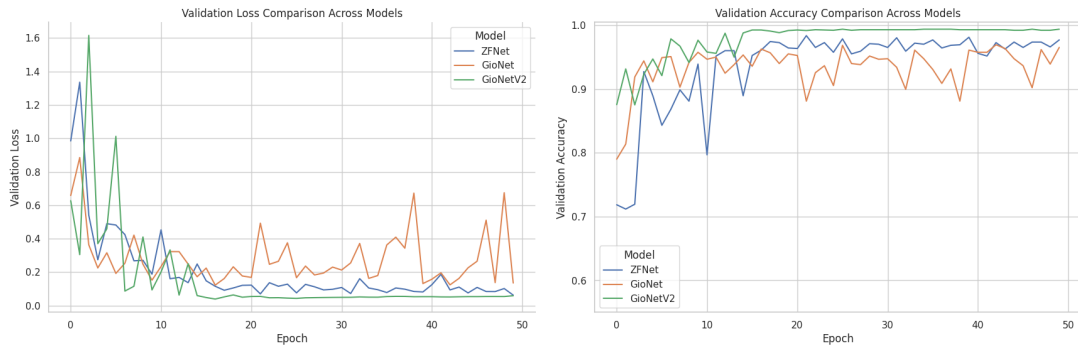 Validation Loss Comparison Across Models
Validation Loss
1.6
1.4
1.2
1.0
0.8
0.6
0.4
0.2
0.0
Model
ZFNet
GioNet
GioNetV2
0
10
20
30
40
50
Epoch
Validation Accuracy Comparison Across Models
Validation Accuracy
1.0
0.9
0.8
0.7
0.6
Model
ZFNet
GioNet
GioNetV2
0
10
20
30
40
50
Epoch